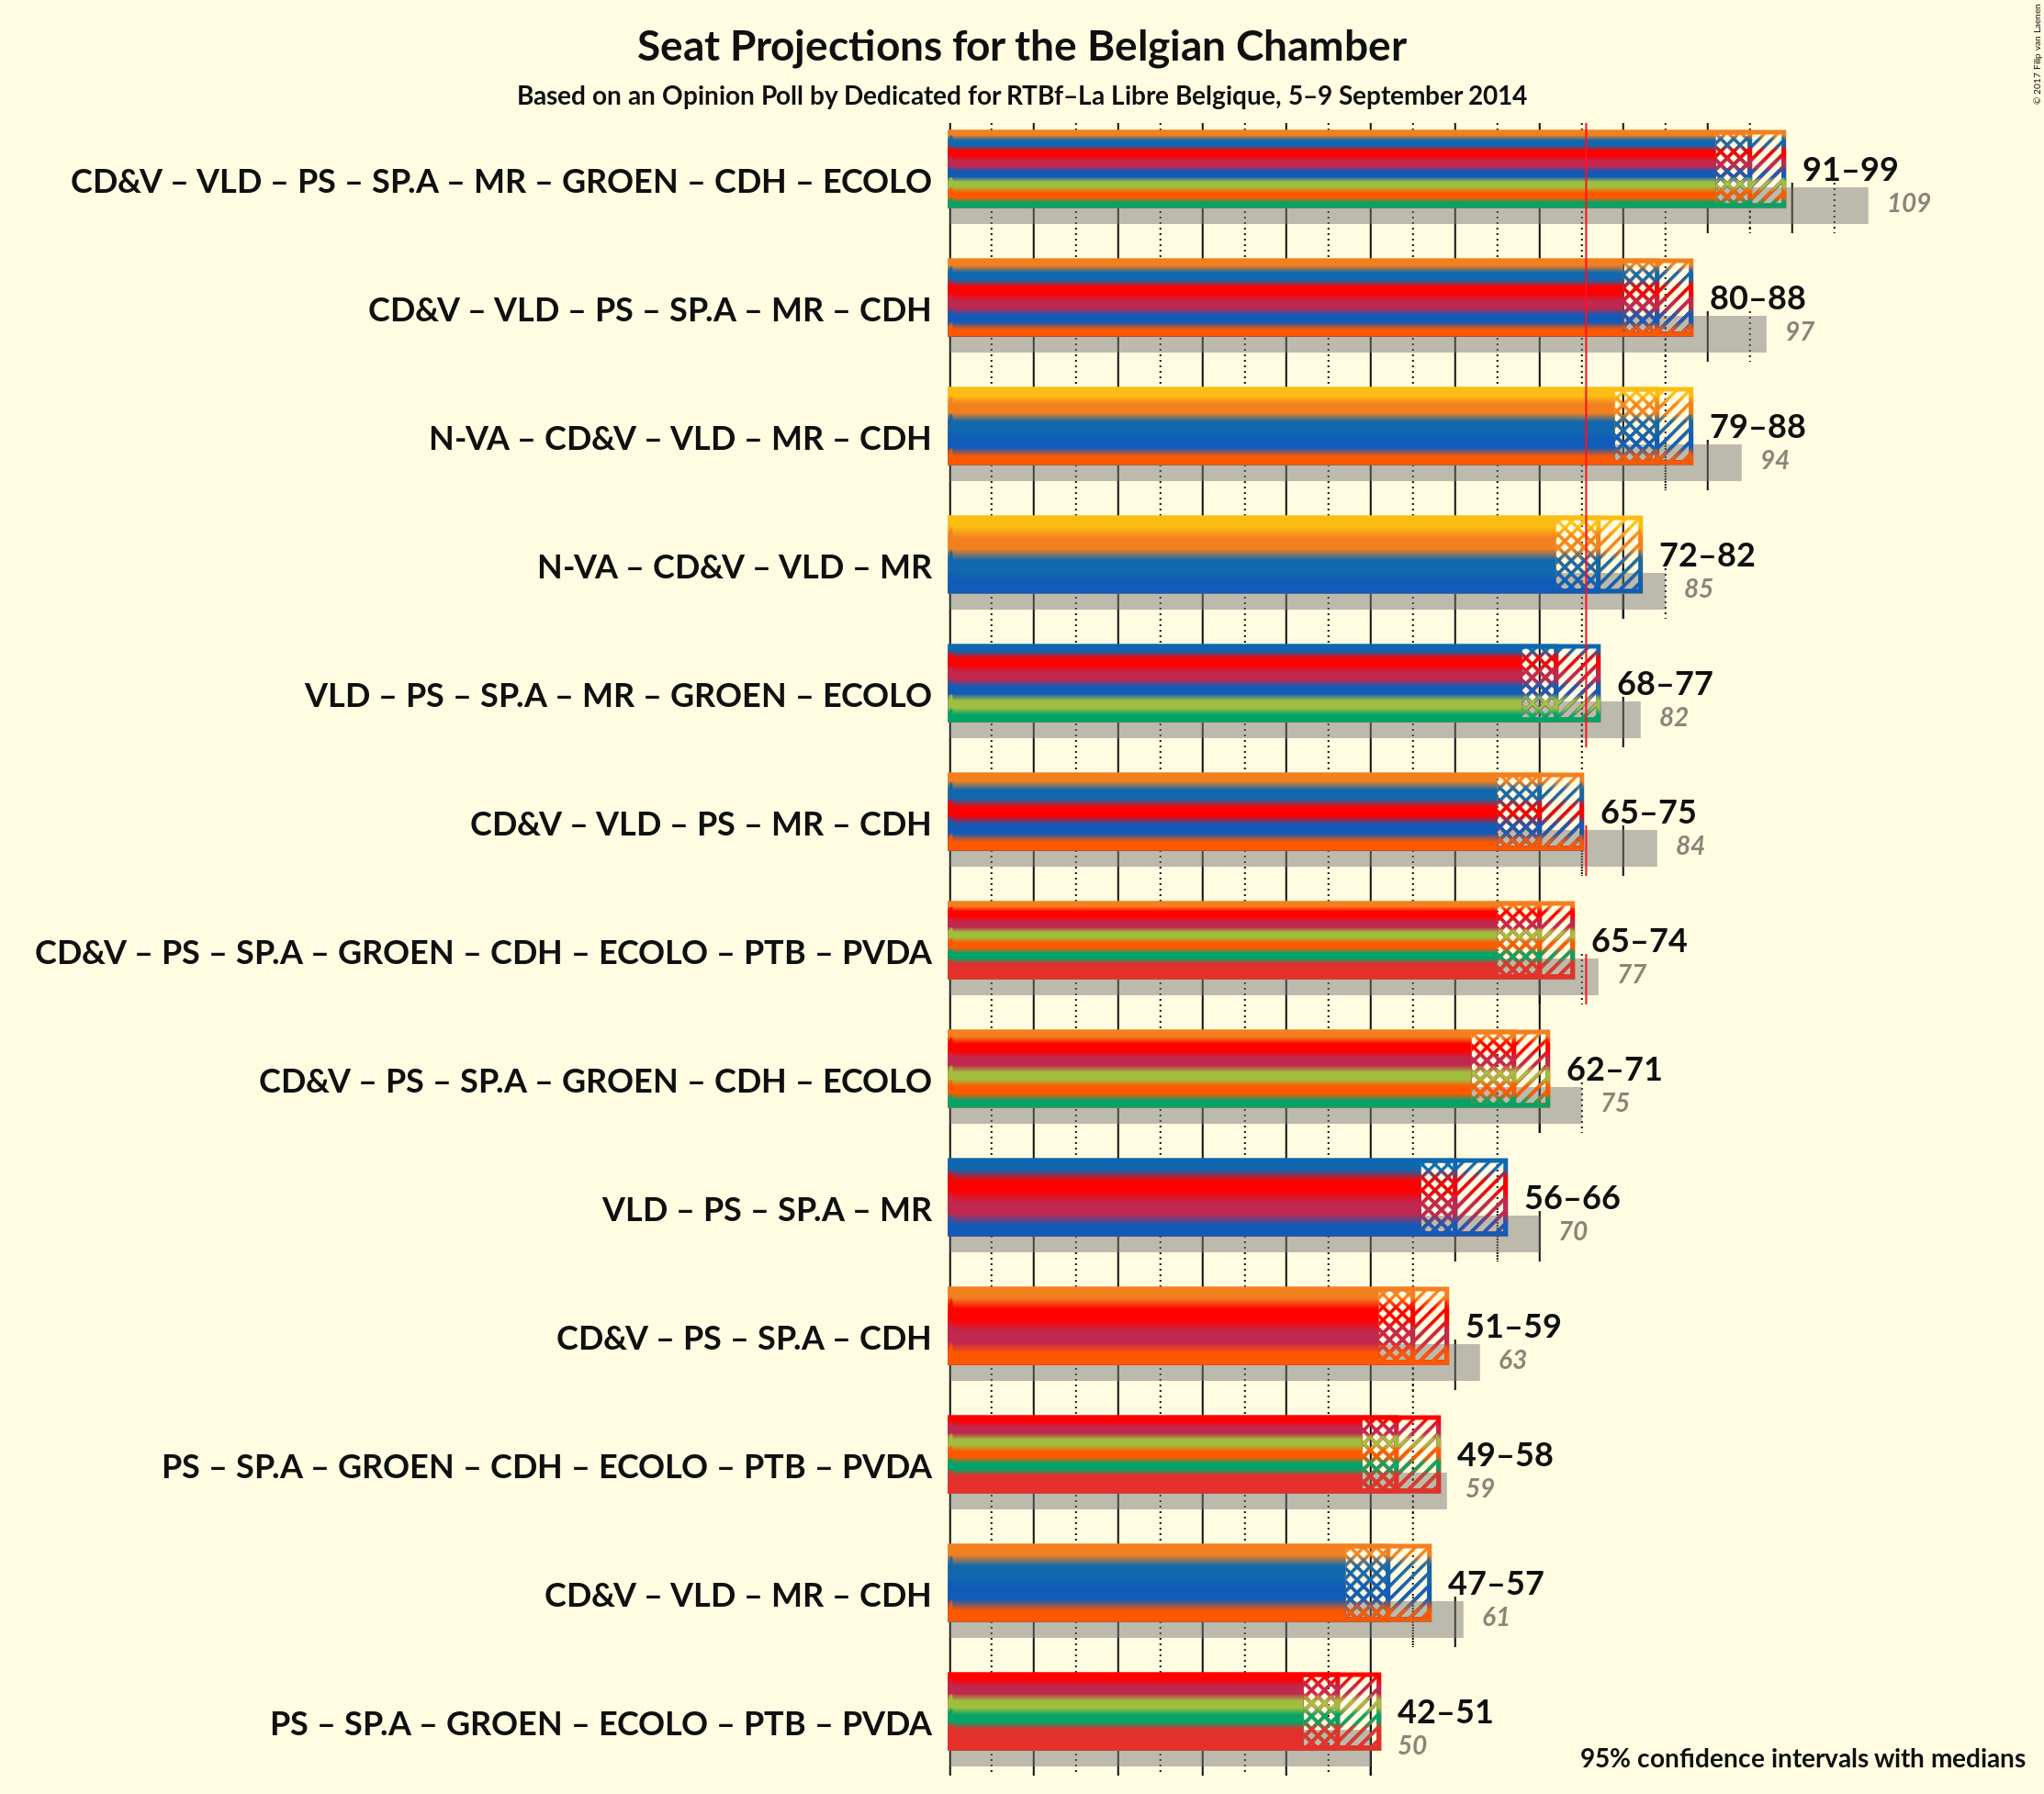 Seat Projections for the Belgian Chamber
Based on an Opinion Poll by Dedicated for RTBf–La Libre Belgique, 5–9 September 2014
© 2017 Filip van Laenen
CD&V – VLD – PS – SP.A – MR – GROEN – CDH – ECOLO
91–99
109
CD&V – VLD – PS – SP.A – MR – CDH
80–88
97
N-VA – CD&V – VLD – MR – CDH
79–88
94
N-VA – CD&V – VLD – MR
72–82
85
VLD – PS – SP.A – MR – GROEN – ECOLO
68–77
82
CD&V – VLD – PS – MR – CDH
65–75
84
CD&V – PS – SP.A – GROEN – CDH – ECOLO – PTB – PVDA
65–74
77
CD&V – PS – SP.A – GROEN – CDH – ECOLO
62–71
75
VLD – PS – SP.A – MR
56–66
70
CD&V – PS – SP.A – CDH
51–59
63
PS – SP.A – GROEN – CDH – ECOLO – PTB – PVDA
49–58
59
CD&V – VLD – MR – CDH
47–57
61
PS – SP.A – GROEN – ECOLO – PTB – PVDA
42–51
50
95% confidence intervals with medians